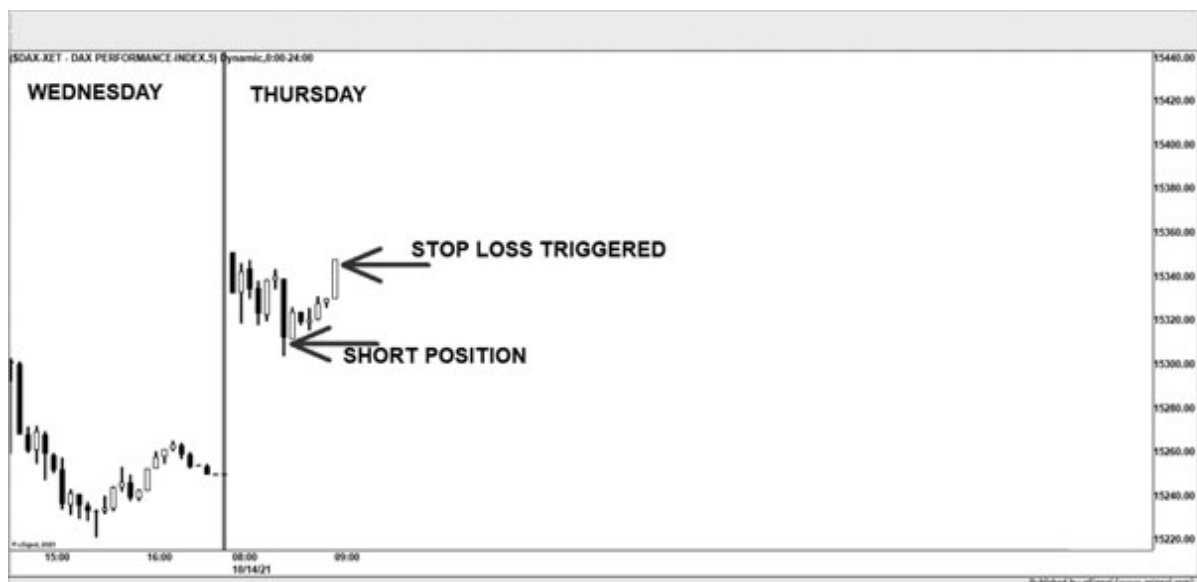 ($DAX-XET - DAX PERFORMANCE-INDEX,5) Dynamic,0:00-24:00
15440.00
WEDNESDAY
THURSDAY
15420.00
15400.00
15380.00
15360.00
STOP LOSS TRIGGERED
15340.00
15320.00
SHORT POSITION
15300.00
15280.00
15260.00
15240.00
15220.00
15:00 16:00 08:00 09:00
10/14/21